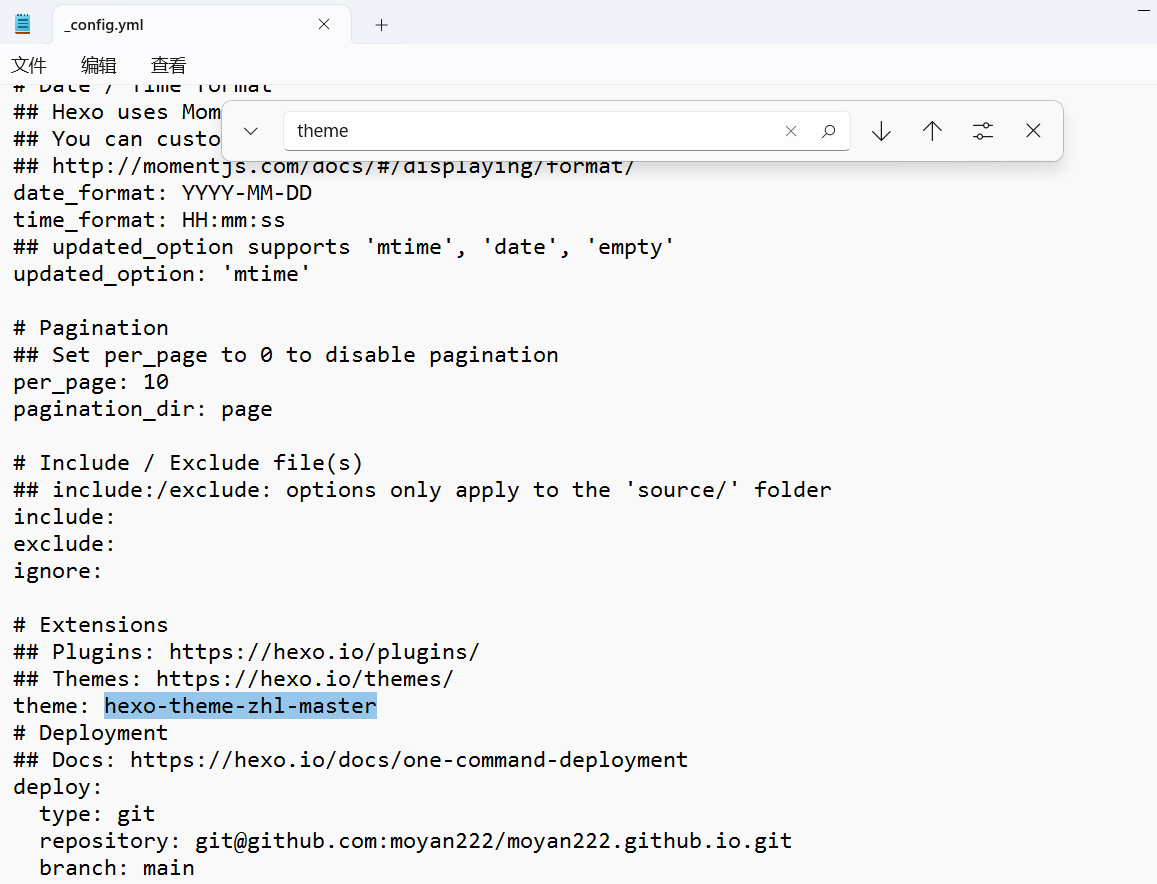 _config.yml
文件 编辑 查看
# Date / Time format
## Hexo uses Mom
theme
## You can custo
## http://momentjs.com/docs/#/displaying/format/
date_format: YYYY-MM-DD
time_format: HH:mm:ss
## updated_option supports 'mtime', 'date', 'empty'
updated_option: 'mtime'
# Pagination
## Set per_page to 0 to disable pagination
per_page: 10
pagination_dir: page
# Include / Exclude file(s)
## include:/exclude: options only apply to the 'source/' folder
include:
exclude:
ignore:
# Extensions
## Plugins: https://hexo.io/plugins/
## Themes: https://hexo.io/themes/
theme: hexo-theme-zhl-master
# Deployment
## Docs: https://hexo.io/docs/one-command-deployment
deploy:
  type: git
  repository: git@github.com:moyan222/moyan222.github.io.git
  branch: main